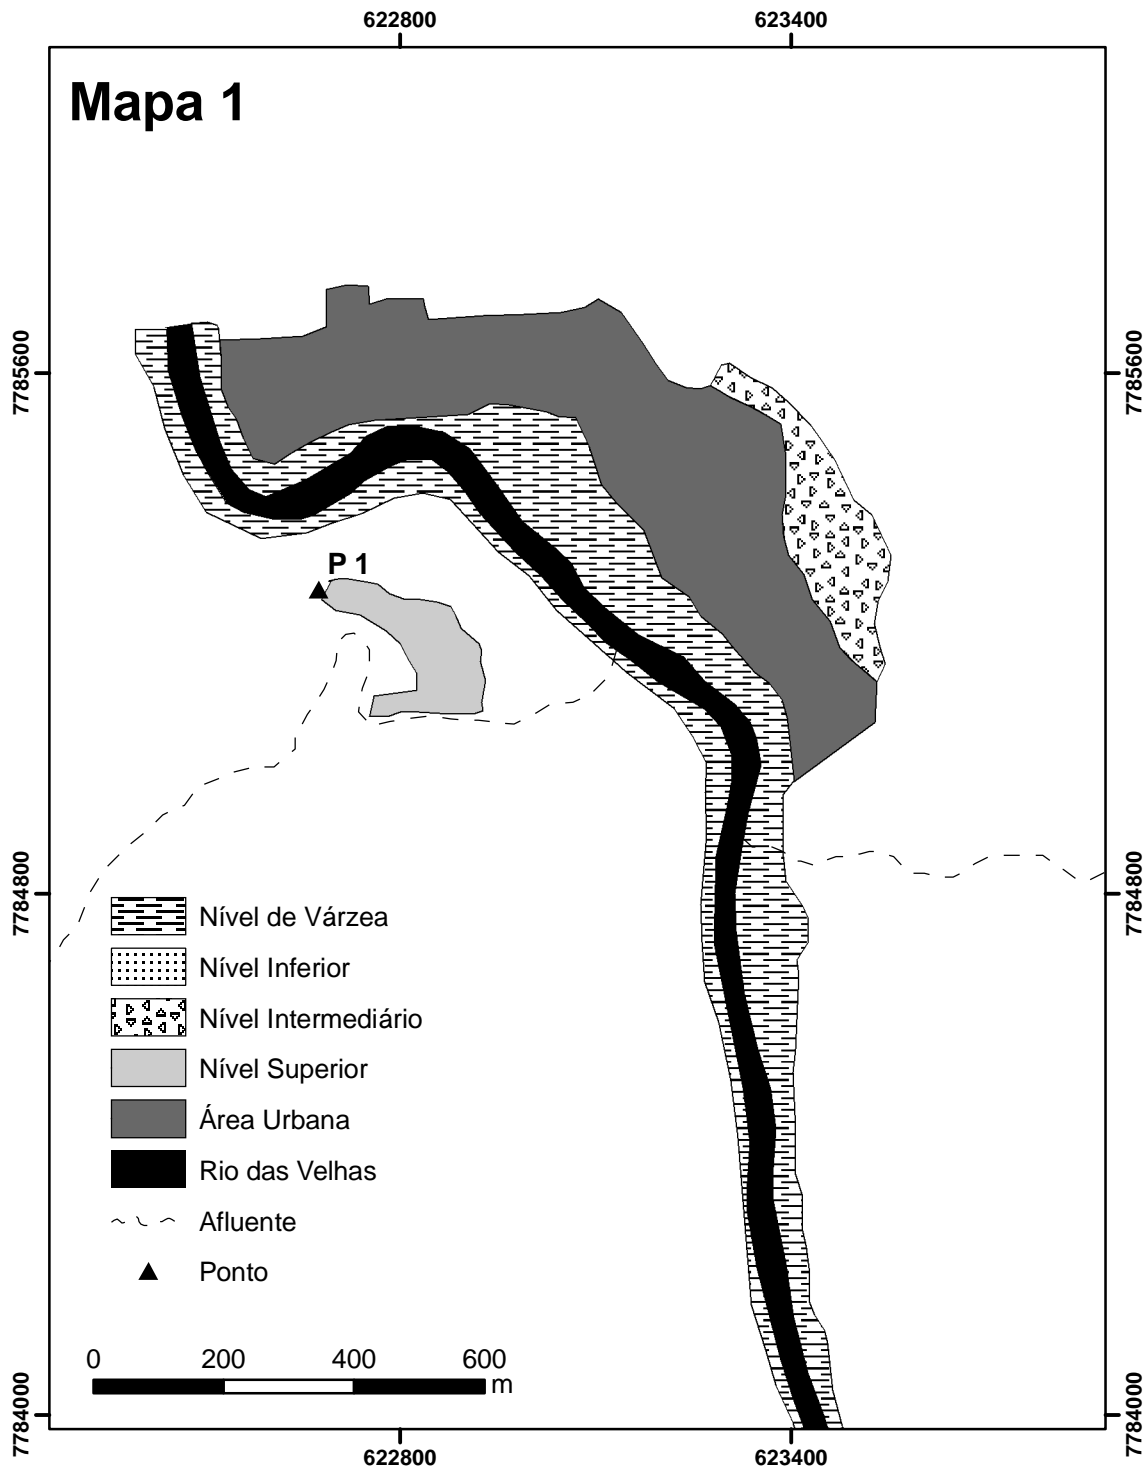 622800 623400
Mapa 1
7785600 7785600
P 1
7784800 7784800
Nível de Várzea
Nível Inferior
Nível Intermediário
Nível Superior
Área Urbana
Rio das Velhas
Afluente
Ponto
0 200 400 600
m
7784000 7784000
622800 623400